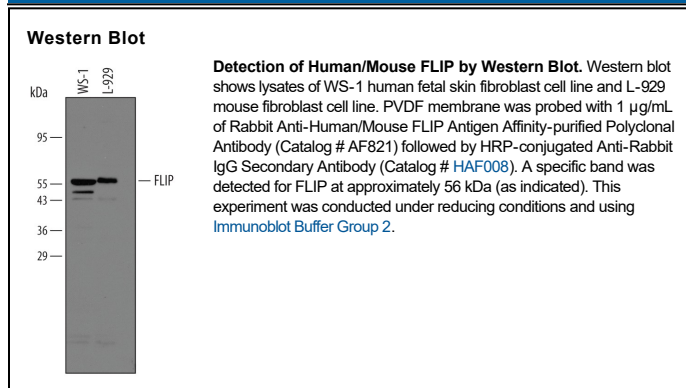 Western Blot
Detection of Human/Mouse FLIP by Western Blot. Western blot
shows lysates of WS-1 human fetal skin fibroblast cell line and L-929
mouse fibroblast cell line. PVDF membrane was probed with 1 µg/mL
of Rabbit Anti-Human/Mouse FLIP Antigen Affinity-purified Polyclonal
Antibody (Catalog # AF821) followed by HRP-conjugated Anti-Rabbit
IgG Secondary Antibody (Catalog # HAF008). A specific band was
detected for FLIP at approximately 56 kDa (as indicated). This
experiment was conducted under reducing conditions and using
Immunoblot Buffer Group 2.
WS-1
L-929
kDa
95
55
FLIP
43
36
29